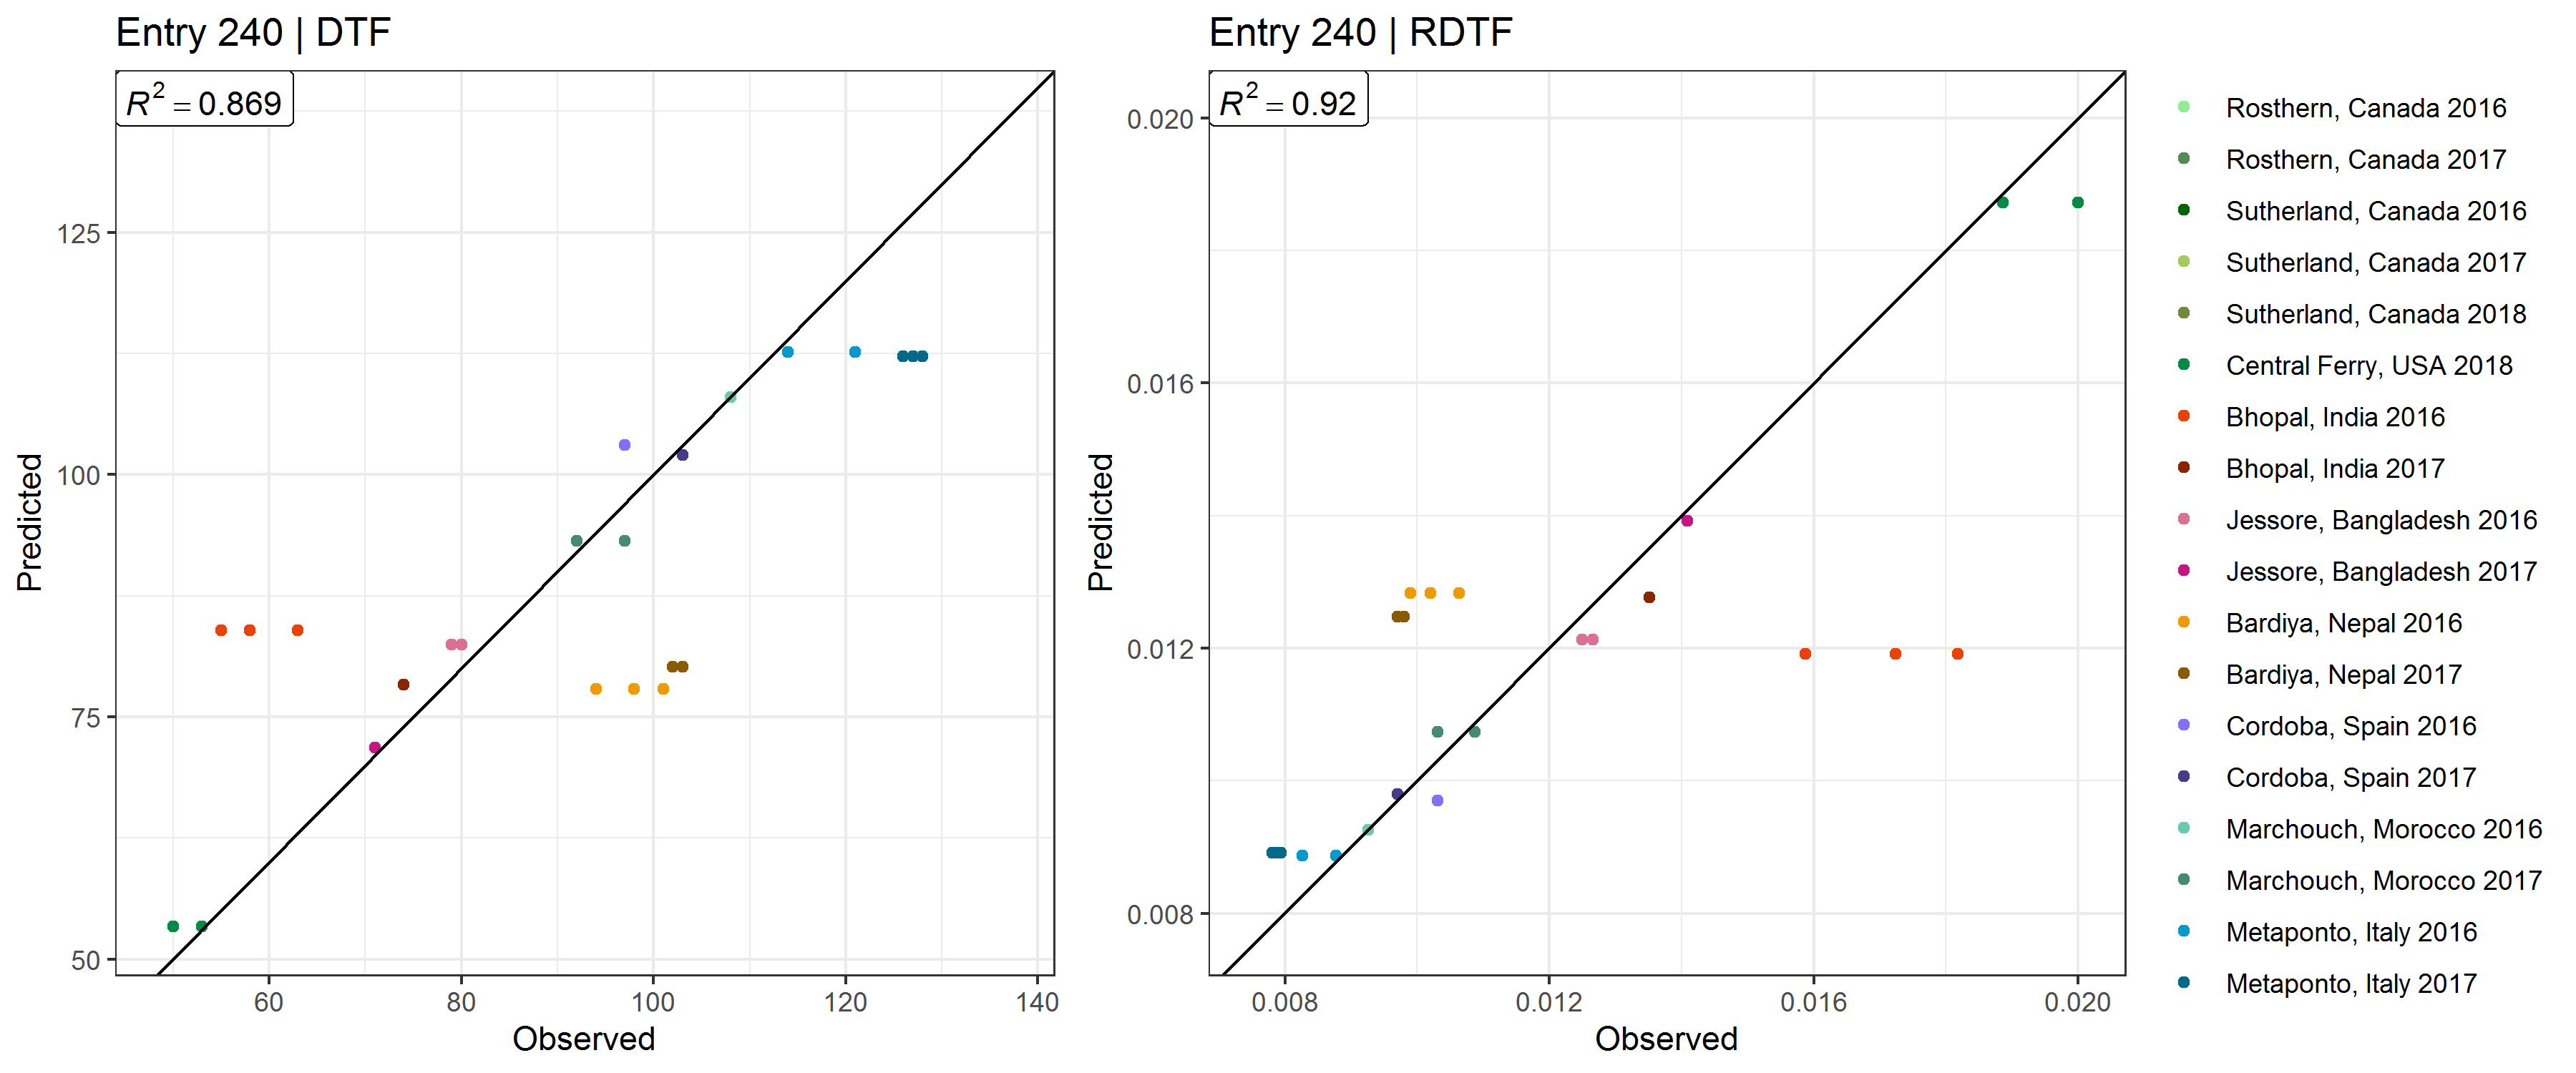 Entry 240 | DTF
R² = 0.869
125
100
75
50
60 80 100 120 140
Observed
Predicted
Entry 240 | RDTF
R² = 0.92
0.020
0.016
0.012
0.008
0.008 0.012 0.016 0.020
Observed
Predicted
Rosthern, Canada 2016
Rosthern, Canada 2017
Sutherland, Canada 2016
Sutherland, Canada 2017
Sutherland, Canada 2018
Central Ferry, USA 2018
Bhopal, India 2016
Bhopal, India 2017
Jessore, Bangladesh 2016
Jessore, Bangladesh 2017
Bardiya, Nepal 2016
Bardiya, Nepal 2017
Cordoba, Spain 2016
Cordoba, Spain 2017
Marchouch, Morocco 2016
Marchouch, Morocco 2017
Metaponto, Italy 2016
Metaponto, Italy 2017